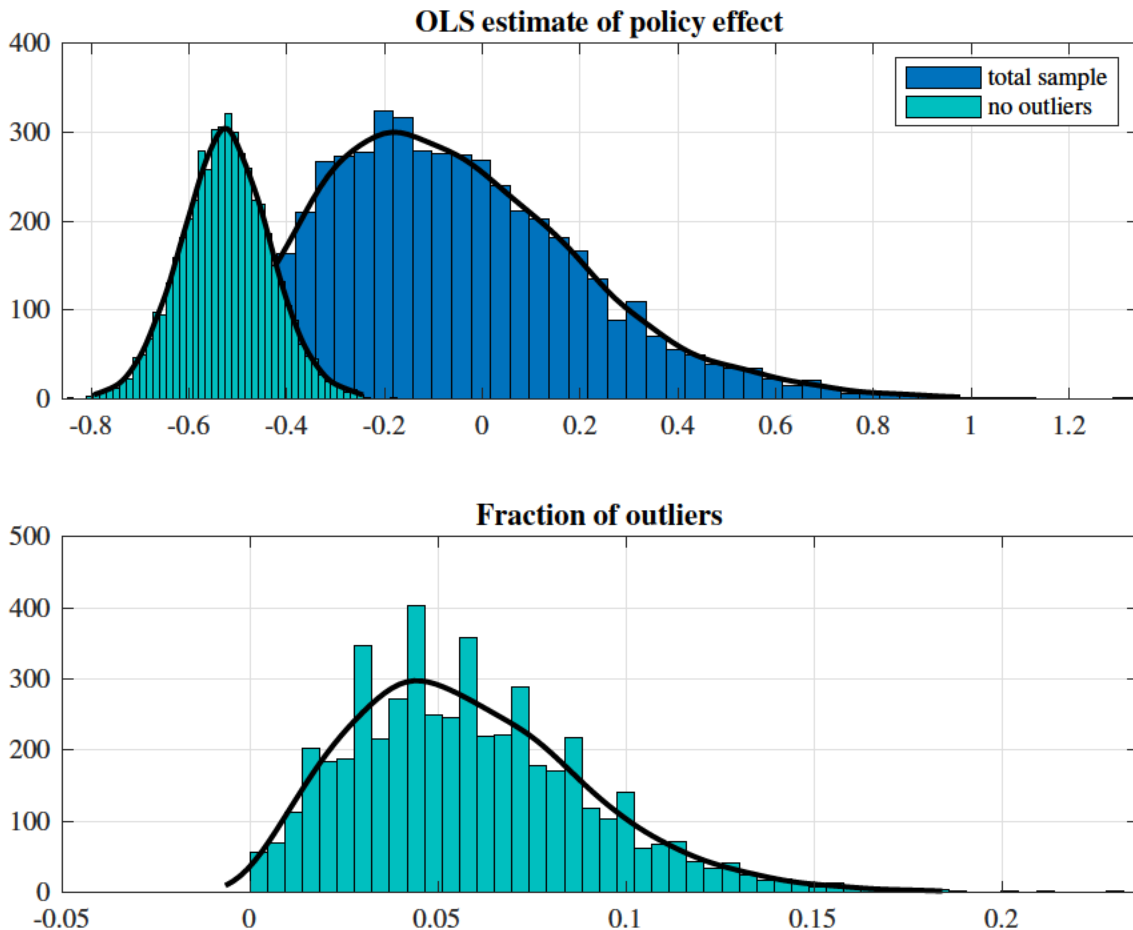 OLS estimate of policy effect
400
300
200
100
0
total sample
no outliers
-0.8 -0.6 -0.4 -0.2 0 0.2 0.4 0.6 0.8 1 1.2
Fraction of outliers
500
400
300
200
100
0
-0.05 0 0.05 0.1 0.15 0.2